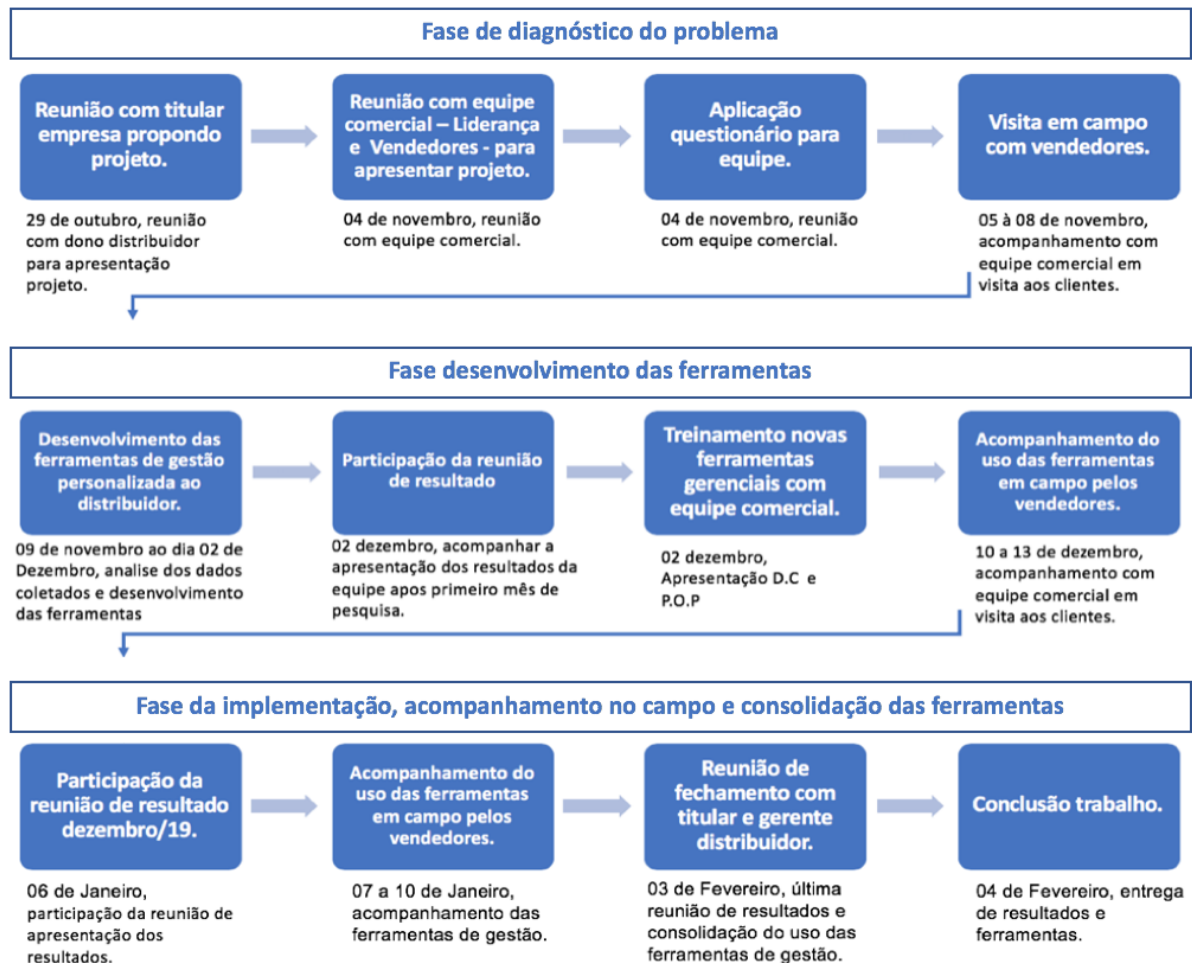 Fase de diagnóstico do problema
Reunião com titular
empresa propondo
projeto.
Reunião com equipe
comercial – Liderança
e Vendedores - para
apresentar projeto.
Aplicação
questionário para
equipe.
Visita em campo
com vendedores.
29 de outubro, reunião
com dono distribuidor
para apresentação
projeto.
04 de novembro, reunião
com equipe comercial.
04 de novembro, reunião
com equipe comercial.
05 à 08 de novembro,
acompanhamento com
equipe comercial em
visita aos clientes.
Fase desenvolvimento das ferramentas
Desenvolvimento das
ferramentas de gestão
personalizada ao
distribuidor.
Participação da reunião
de resultado
Treinamento novas
ferramentas
gerenciais com
equipe comercial.
Acompanhamento do
uso das ferramentas
em campo pelos
vendedores.
09 de novembro ao dia 02 de
Dezembro, analise dos dados
coletados e desenvolvimento
das ferramentas
02 dezembro, acompanhar a
apresentação dos resultados da
equipe apos primeiro mês de
pesquisa.
02 dezembro,
Apresentação D.C e
P.O.P
10 a 13 de dezembro,
acompanhamento com
equipe comercial em
visita aos clientes.
Fase da implementação, acompanhamento no campo e consolidação das ferramentas
Participação da
reunião de resultado
dezembro/19.
Acompanhamento do
uso das ferramentas
em campo pelos
vendedores.
Reunião de
fechamento com
titular e gerente
distribuidor.
Conclusão trabalho.
06 de Janeiro,
participação da reunião de
apresentação dos
resultados.
07 a 10 de Janeiro,
acompanhamento das
ferramentas de gestão.
03 de Fevereiro, última
reunião de resultados e
consolidação do uso das
ferramentas de gestão.
04 de Fevereiro, entrega
de resultados e
ferramentas.